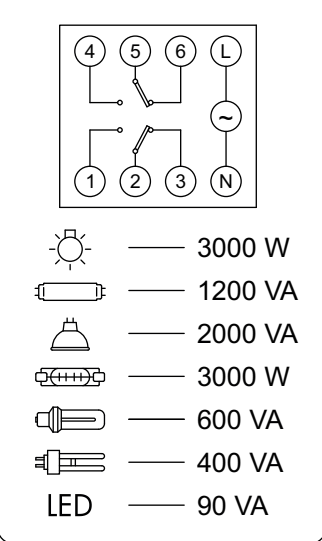 4 5 6 L
~
1 2 3 N
3000 W
1200 VA
2000 VA
3000 W
600 VA
400 VA
LED 90 VA